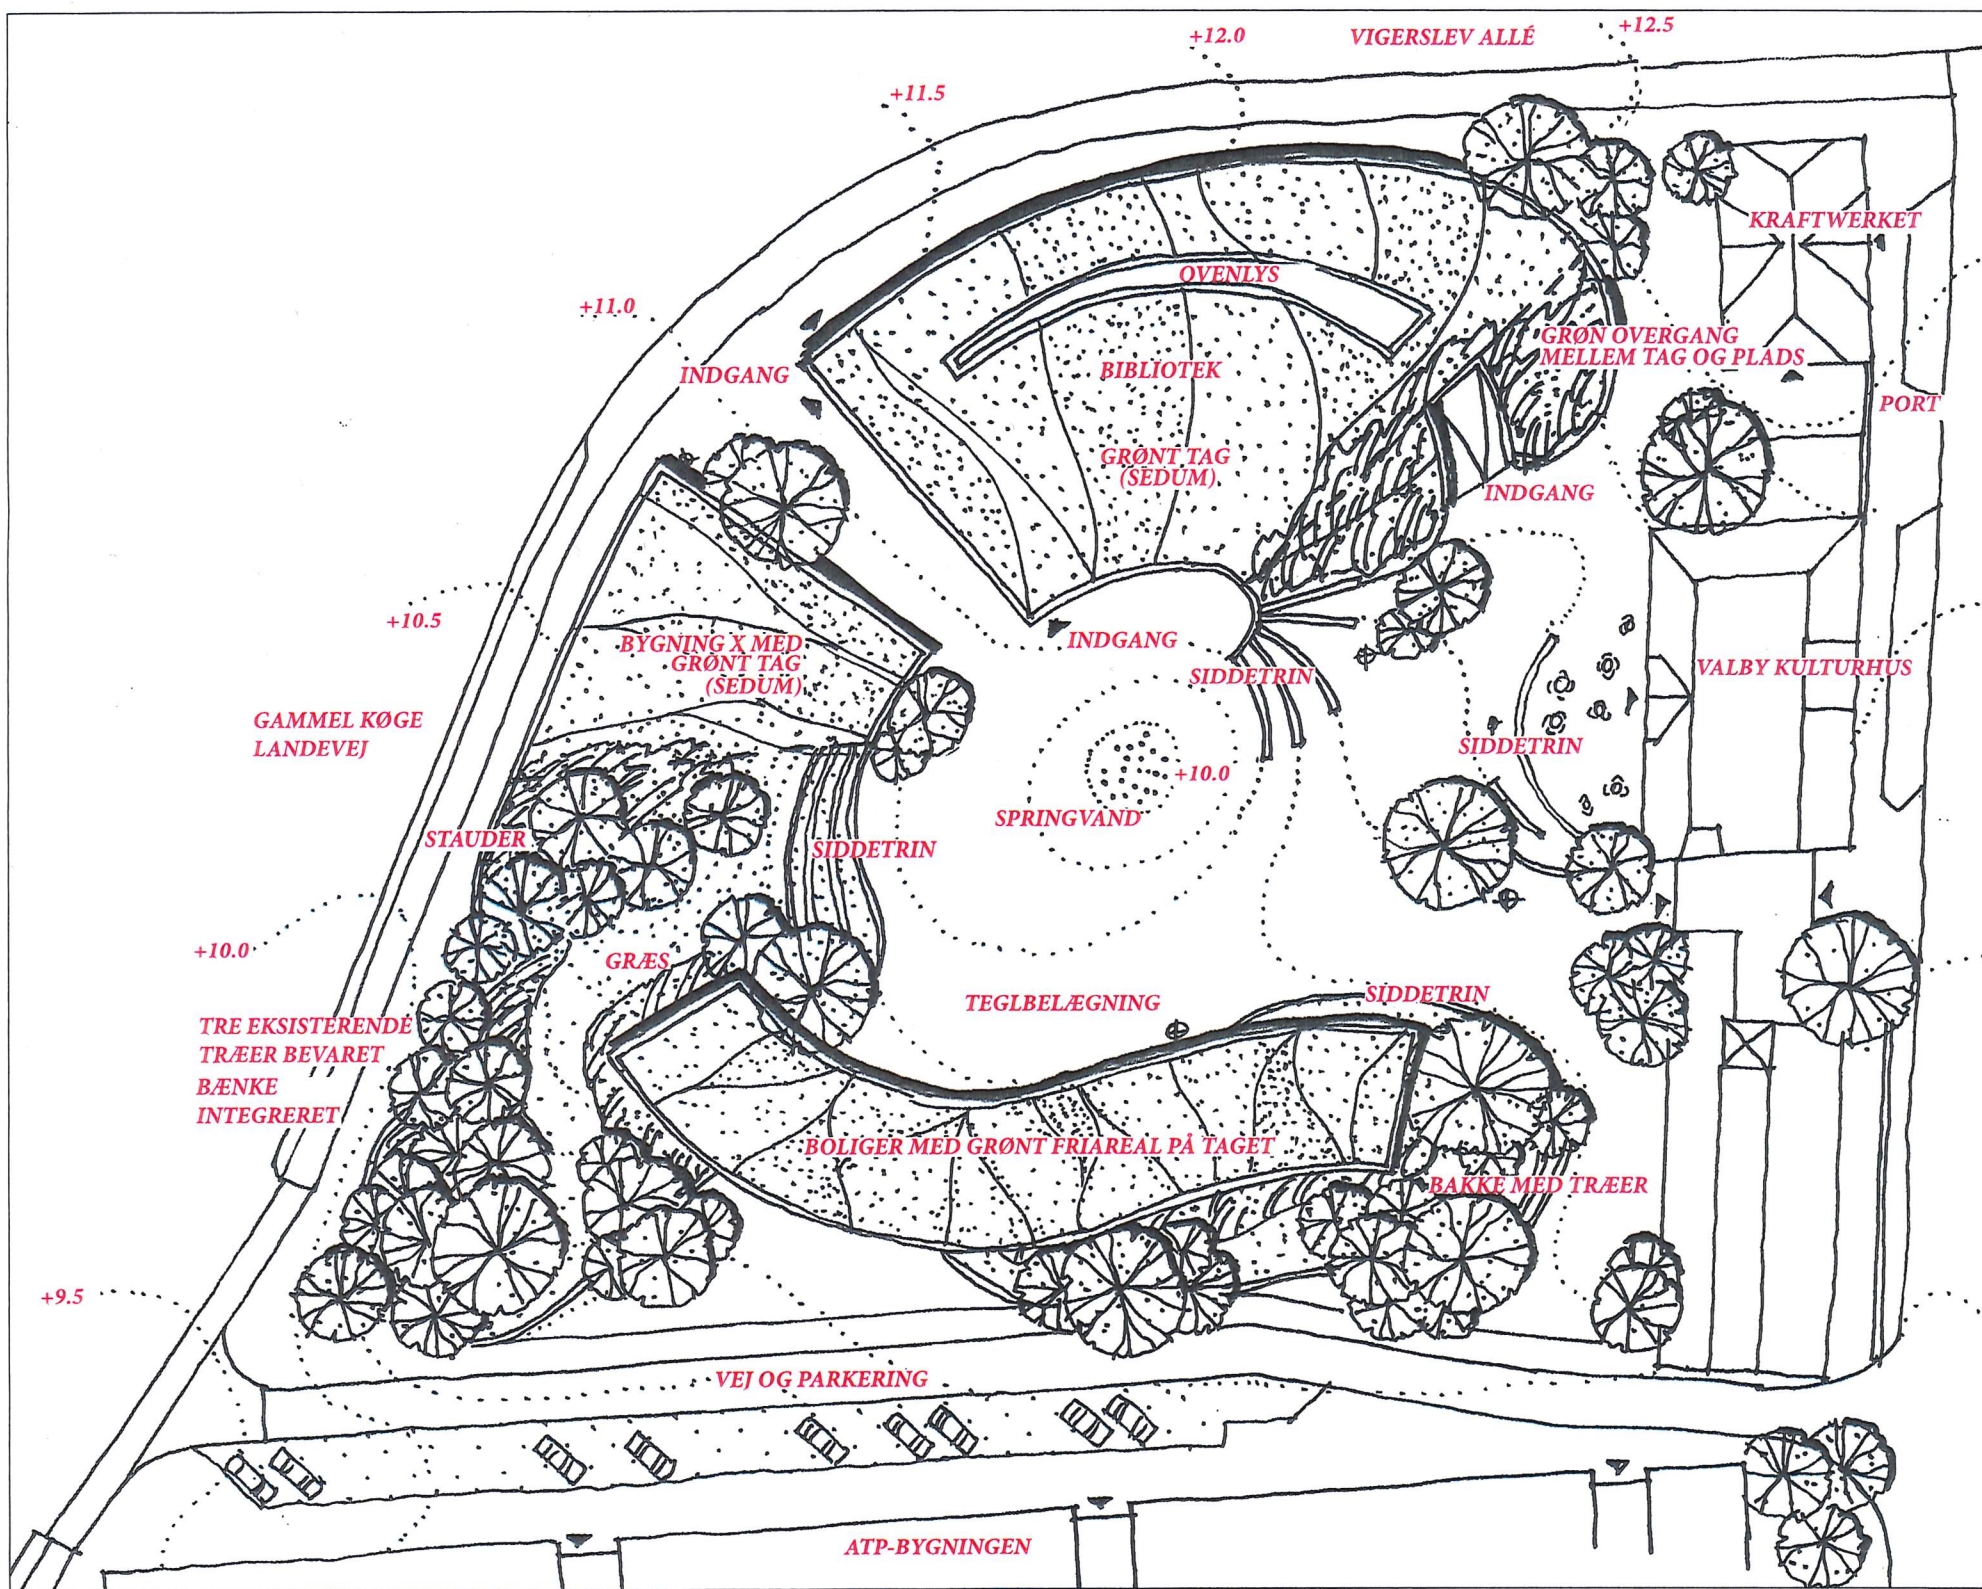 +12.5
+12.0
VIGERSLEV ALLÉ
+11.5
KRAFTWERKET
OVENLYS
+11.0
GRØN OVERGANG
MELLEM TAG OG PLADS
INDGANG
BIBLIOTEK
PORT
GRØNT TAG
(SEDUM)
INDGANG
+10.5
INDGANG
BYGNING X MED
GRØNT TAG
(SEDUM)
VALBY KULTURHUS
SIDDETRIN
GAMMEL KØGE
LANDEVEJ
SIDDETRIN
+10.0
SPRINGVAND
STAUDER
SIDDETRIN
+10.0
GRÆS
TEGLBELÆGNING
SIDDETRIN
TRE EKSISTERENDE
TRÆER BEVARET
BÆNKE
INTEGRERET
BOLIGER MED GRØNT FRIAREAL PÅ TAGET
BAKKE MED TRÆER
+9.5
VEJ OG PARKERING
ATP-BYGNINGEN